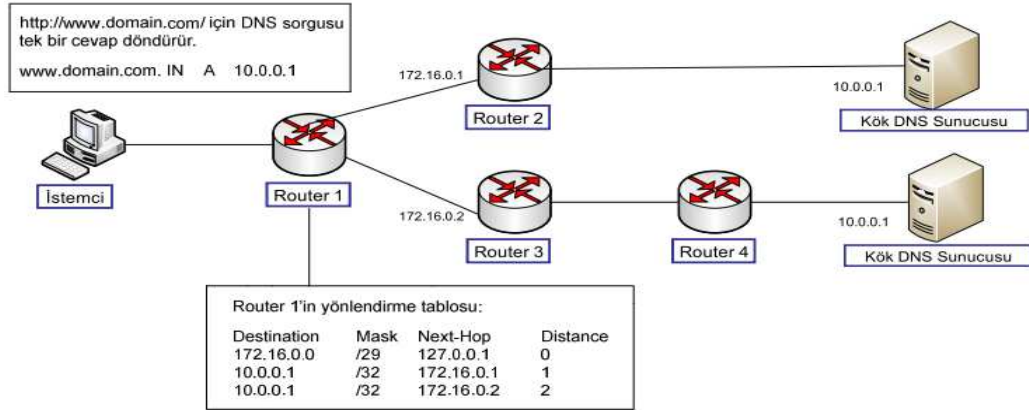 http://www.domain.com/ için DNS sorgusu
tek bir cevap döndürür.
www.domain.com. IN A 10.0.0.1
172.16.0.1
Router 2
10.0.0.1
Kök DNS Sunucusu
İstemci
Router 1
172.16.0.2
Router 3
Router 4
10.0.0.1
Kök DNS Sunucusu
Router 1'in yönlendirme tablosu:
Destination Mask Next-Hop Distance
172.16.0.0 /29 127.0.0.1 0
10.0.0.1 /32 172.16.0.1 1
10.0.0.1 /32 172.16.0.2 2